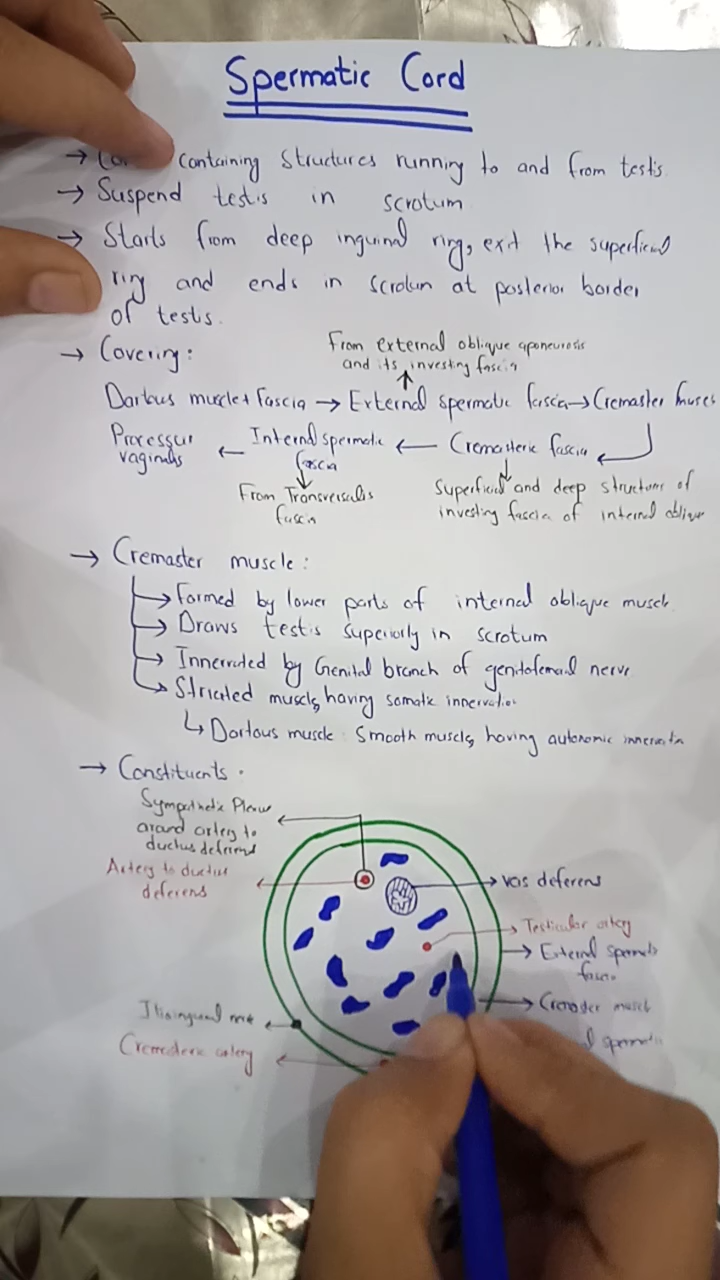 Spermatic Cord
→ containing structures running to and from testis
→ Suspend testis in scrotum
→ Starts from deep inguinal ring, exit the superficial
ring and ends in scrotum at posterior border
of testis.
→ Covering:
From external oblique aponeurosis
and its investing fascia
Dartous muscle + Fascia → External spermatic fascia → Cremaster
Processus
vaginalis ← Internal spermatic
fascia ← Cremasteric fascia
From Transversalis
fascia
Superficial and deep structures of
investing fascia of internal oblique
→ Cremaster muscle:
→ Formed by lower parts of internal oblique muscle
→ Draws testis superiorly in scrotum
→ Innervated by Genital branch of genitofemoral nerve
→ Striated muscle, having somatic innervation
↳ Dartous muscle: Smooth muscle, having autonomic
→ Constituents.
Sympathetic Plexus
around artery to
ductus deferens
Artery to ductus
deferens
vas deferens
Testicular artery
External spermatic
fascia
Cremaster muscle
Ilioinguinal
Cremasteric artery